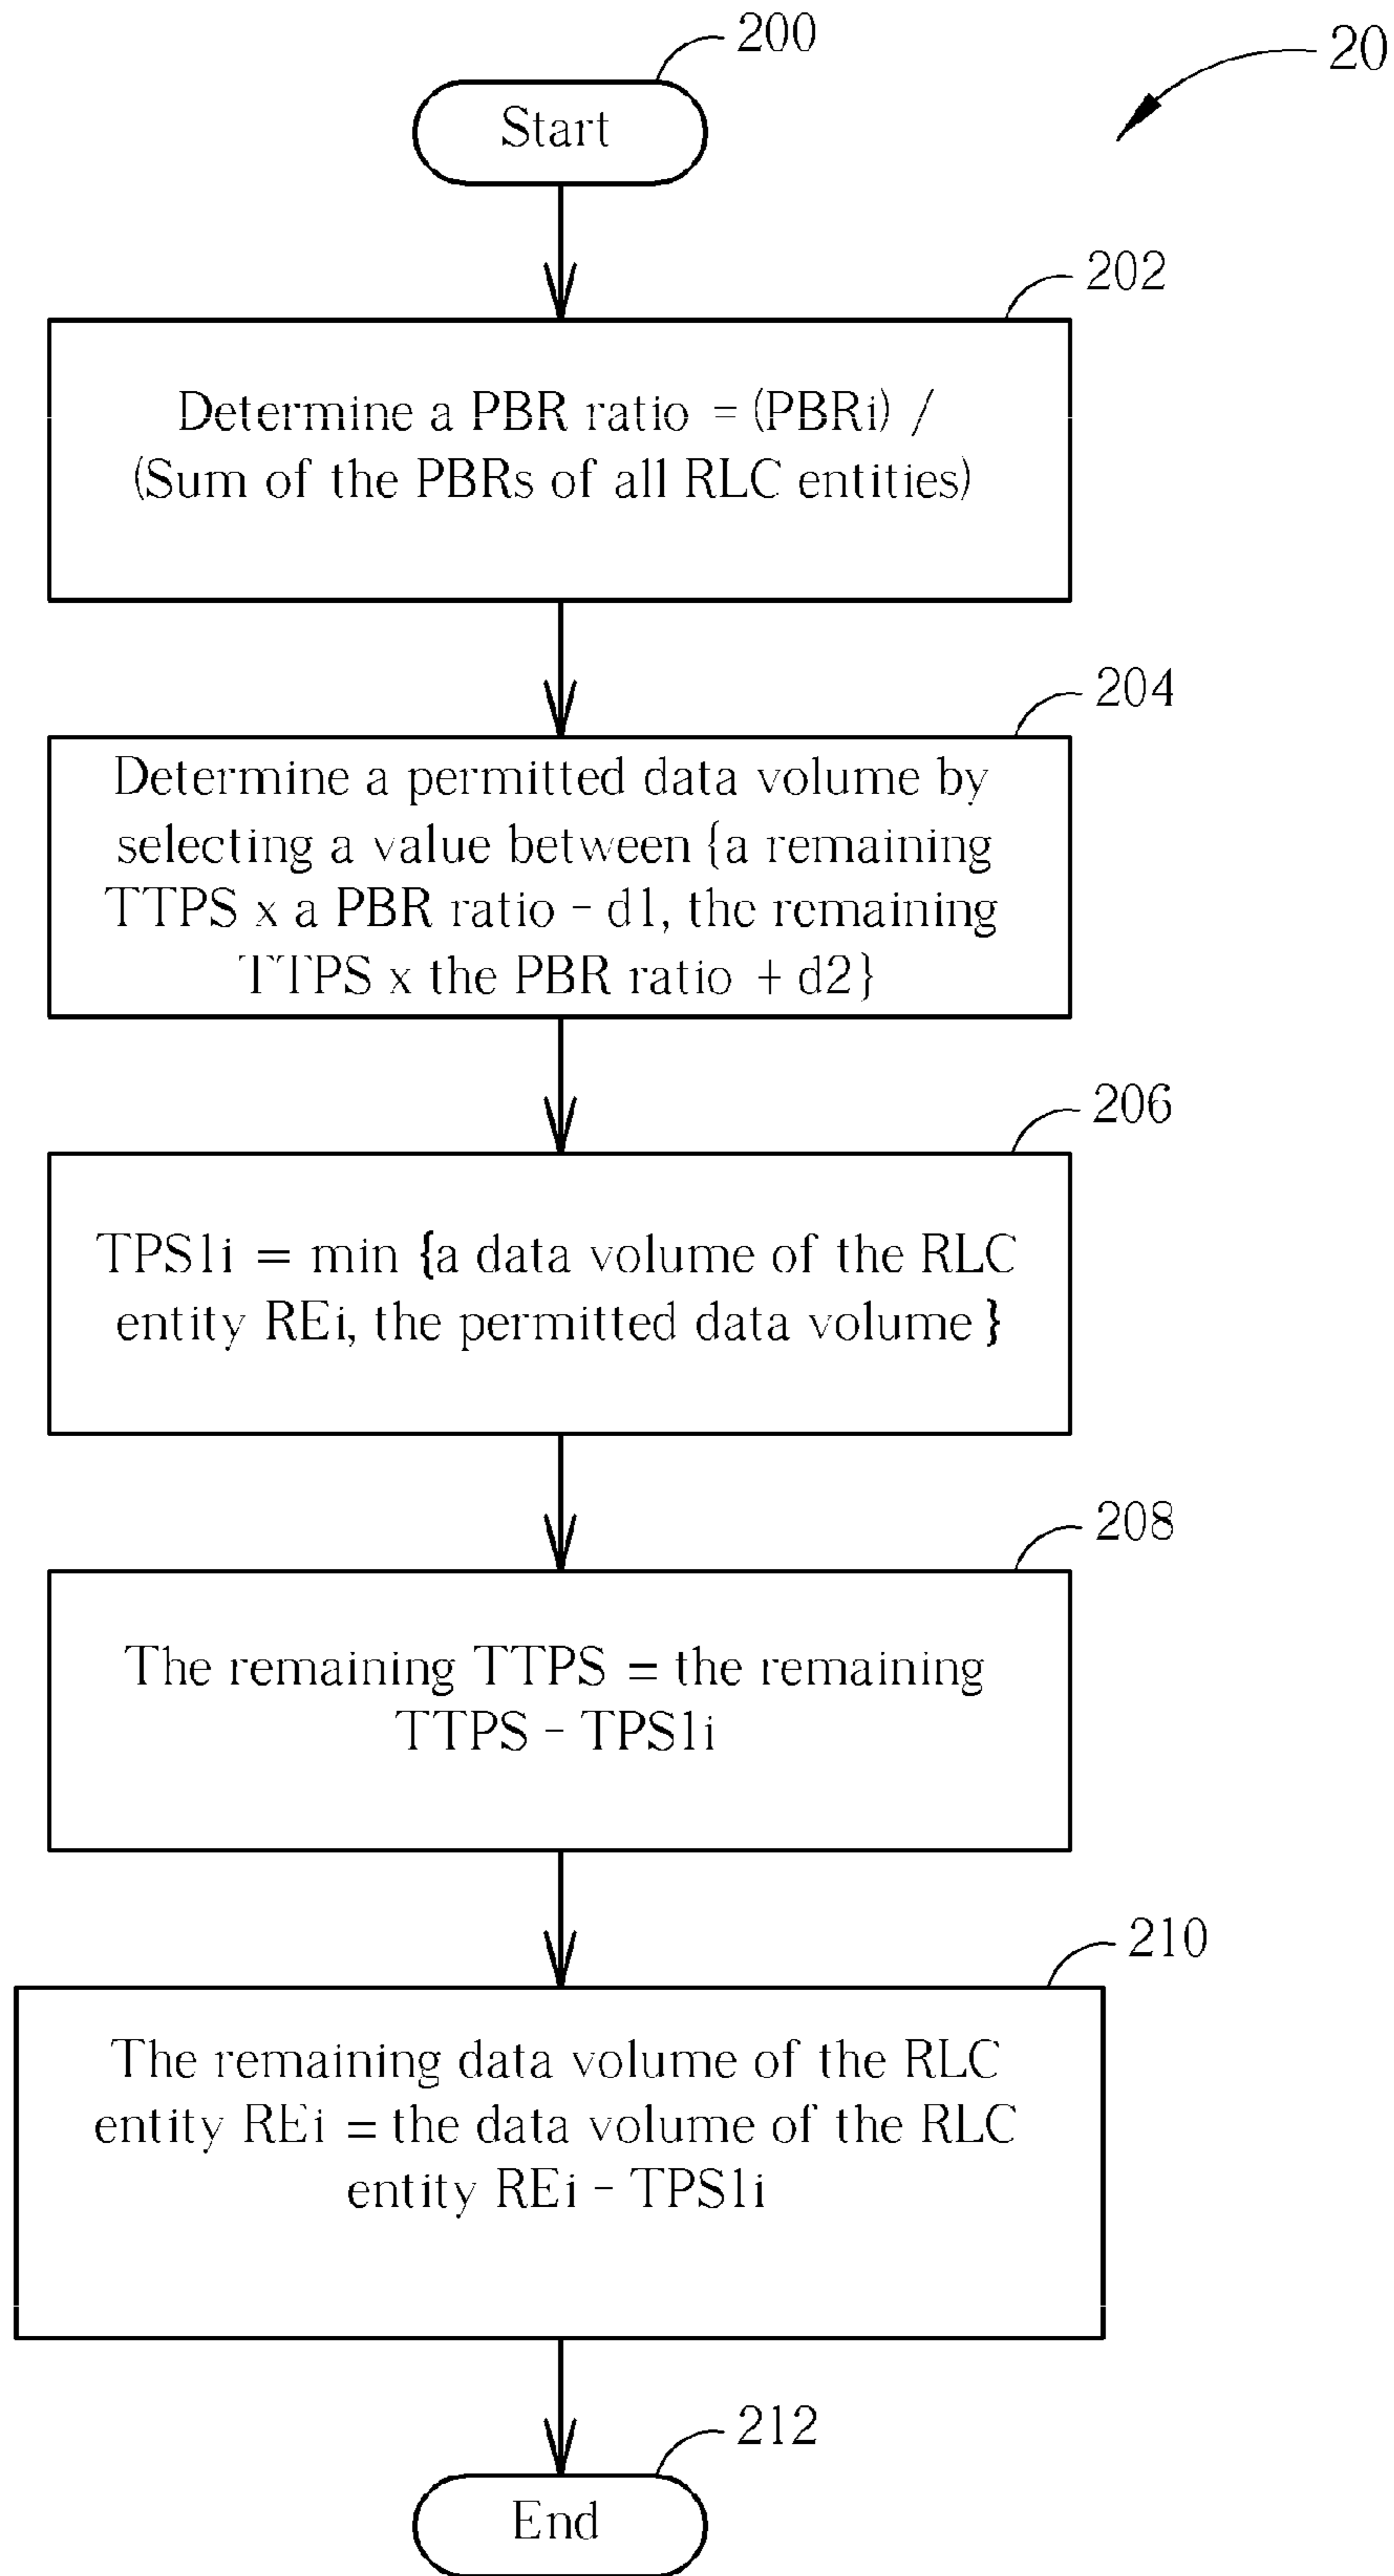 200
20
Start
202
Determine a PBR ratio = (PBRi) /
(Sum of the PBRs of all RLC entities)
204
Determine a permitted data volume by
selecting a value between {a remaining
TTPS x a PBR ratio - d1, the remaining
TTPS x the PBR ratio + d2}
206
TPS1i = min {a data volume of the RLC
entity REi, the permitted data volume}
208
The remaining TTPS = the remaining
TTPS - TPS1i
210
The remaining data volume of the RLC
entity REi = the data volume of the RLC
entity REi - TPS1i
212
End